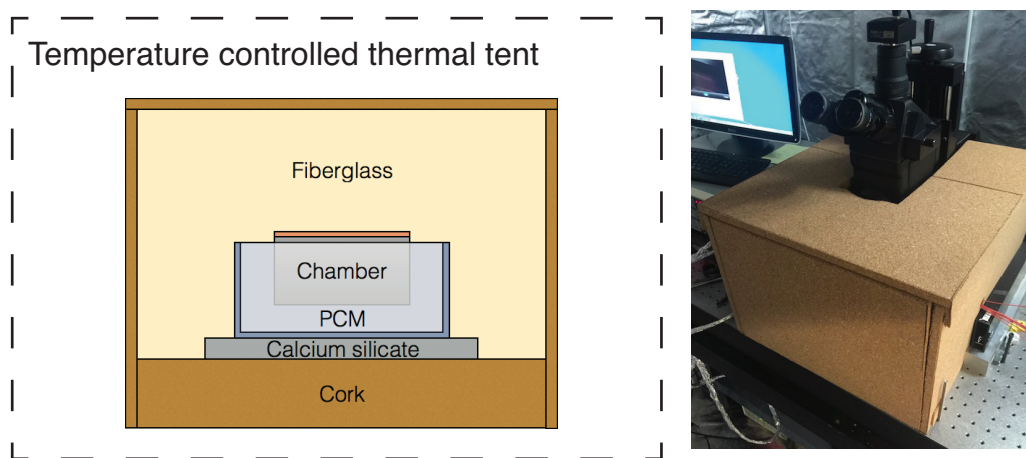 Temperature controlled thermal tent
Fiberglass
Chamber
PCM
Calcium silicate
Cork